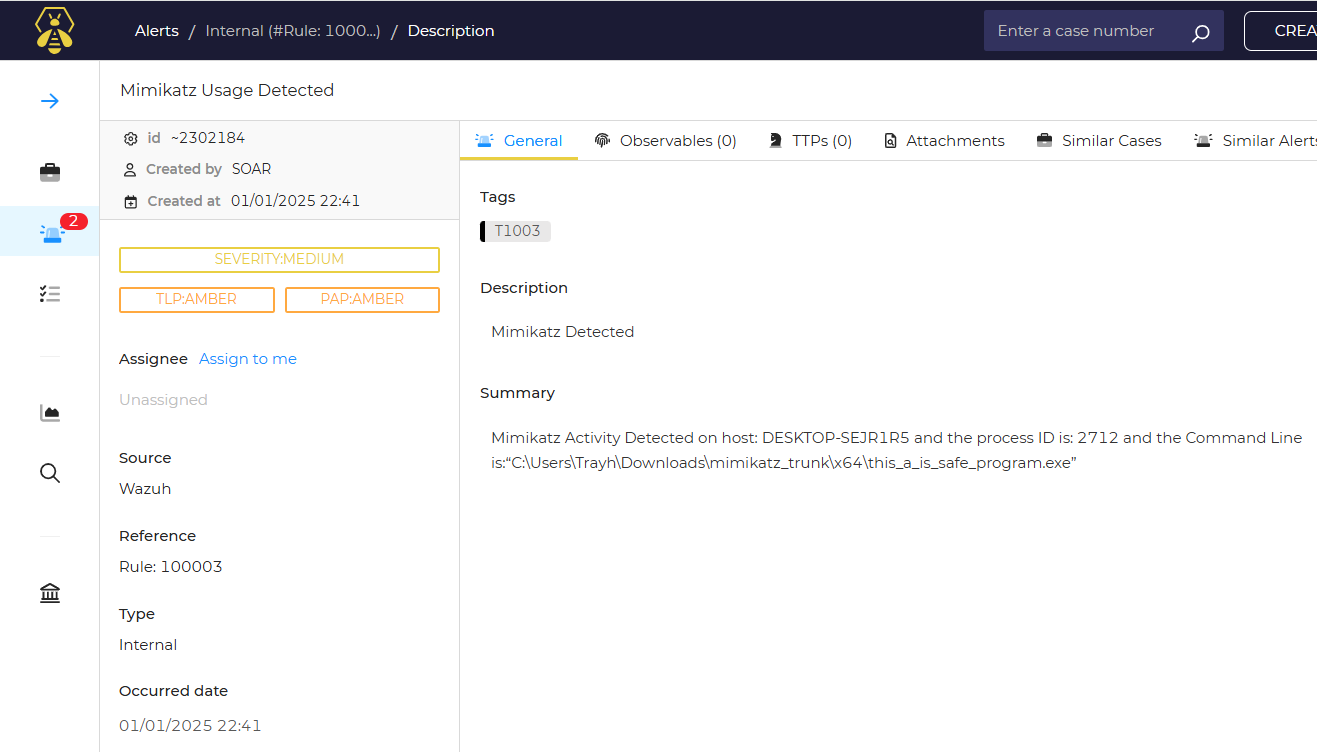 Alerts / Internal (#Rule: 1000...) / Description
Enter a case number
CREA
Mimikatz Usage Detected
id ~2302184
Created by SOAR
Created at 01/01/2025 22:41
2
General
Observables (0)
TTPs (0)
Attachments
Similar Cases
Similar Alerts
SEVERITY:MEDIUM
TLP:AMBER
PAP:AMBER
Assignee Assign to me
Unassigned
Source
Wazuh
Reference
Rule: 100003
Type
Internal
Occurred date
01/01/2025 22:41
Tags
T1003
Description
Mimikatz Detected
Summary
Mimikatz Activity Detected on host: DESKTOP-SEJR1R5 and the process ID is: 2712 and the Command Line
is:“C:\Users\Trayh\Downloads\mimikatz_trunk\x64\this_a_is_safe_program.exe”